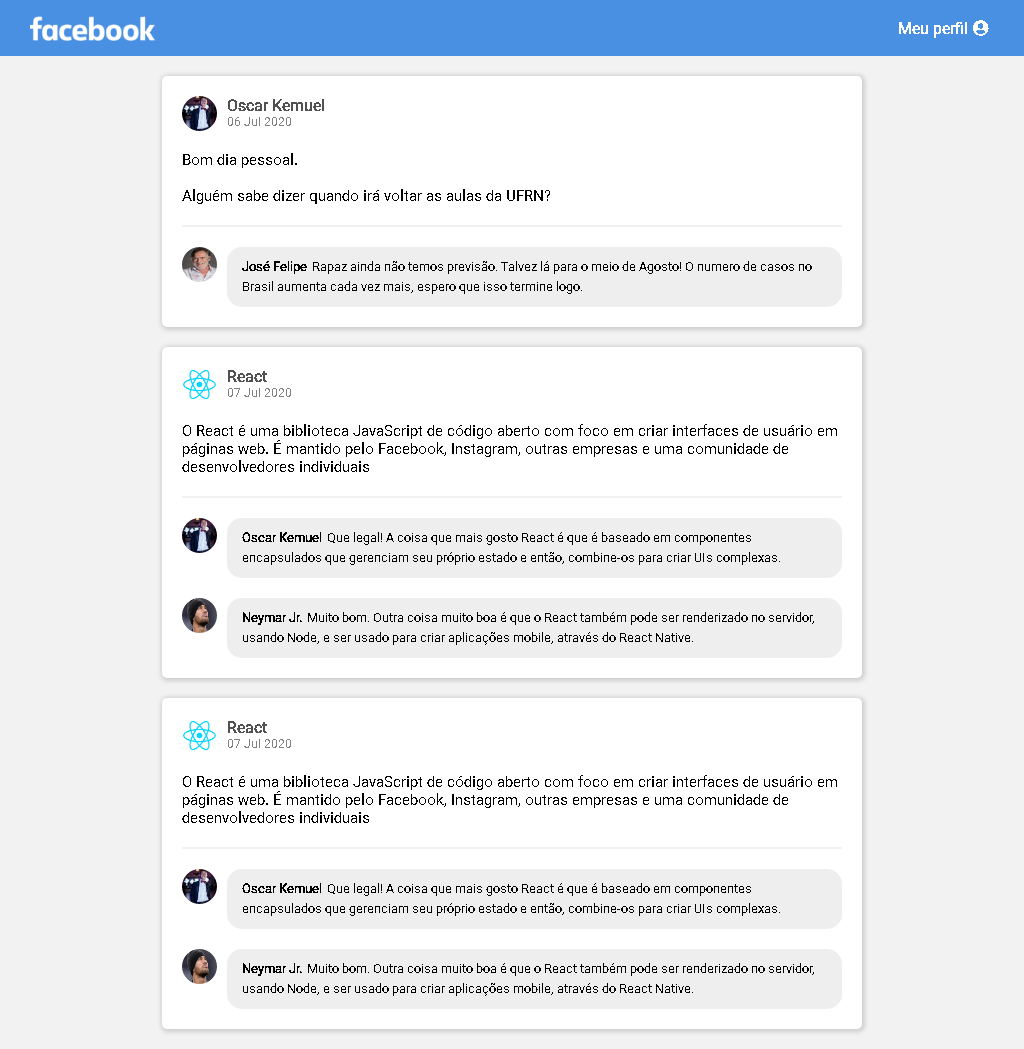 facebook
Meu perfil
Oscar Kemuel
06 Jul 2020
Bom dia pessoal.
Alguém sabe dizer quando irá voltar as aulas da UFRN?
José Felipe Rapaz ainda não temos previsão. Talvez lá para o meio de Agosto! O numero de casos no
Brasil aumenta cada vez mais, espero que isso termine logo.
React
07 Jul 2020
O React é uma biblioteca JavaScript de código aberto com foco em criar interfaces de usuário em
páginas web. É mantido pelo Facebook, Instagram, outras empresas e uma comunidade de
desenvolvedores individuais
Oscar Kemuel Que legal! A coisa que mais gosto React é que é baseado em componentes
encapsulados que gerenciam seu próprio estado e então, combine-os para criar UIs complexas.
Neymar Jr. Muito bom. Outra coisa muito boa é que o React também pode ser renderizado no servidor,
usando Node, e ser usado para criar aplicações mobile, através do React Native.
React
07 Jul 2020
O React é uma biblioteca JavaScript de código aberto com foco em criar interfaces de usuário em
páginas web. É mantido pelo Facebook, Instagram, outras empresas e uma comunidade de
desenvolvedores individuais
Oscar Kemuel Que legal! A coisa que mais gosto React é que é baseado em componentes
encapsulados que gerenciam seu próprio estado e então, combine-os para criar UIs complexas.
Neymar Jr. Muito bom. Outra coisa muito boa é que o React também pode ser renderizado no servidor,
usando Node, e ser usado para criar aplicações mobile, através do React Native.